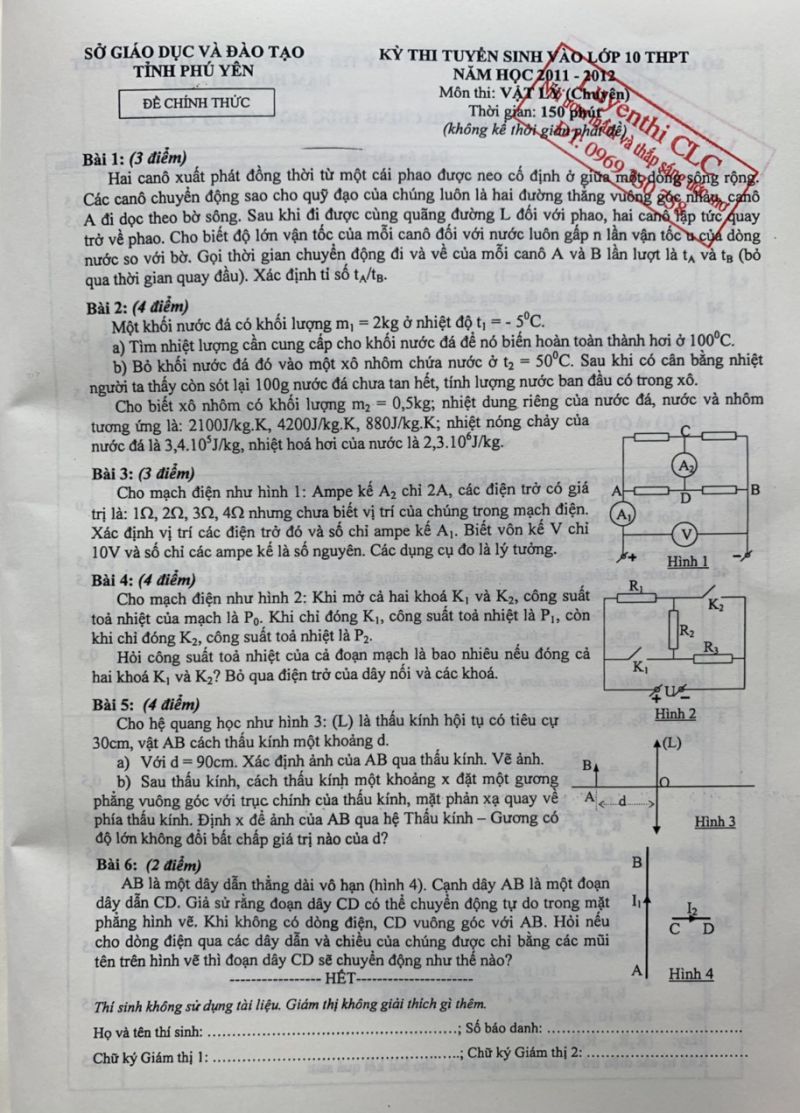 SỞ GIÁO DỤC VÀ ĐÀO TẠO
TỈNH PHÚ YÊN
ĐỀ CHÍNH THỨC
KỲ THI TUYỂN SINH VÀO LỚP 10 THPT
NĂM HỌC 2011 - 2012
Môn thi: VẬT LÝ (Chuyên)
Thời gian: 150 phút
(không kể thời gian phát đề)
Luyenthi CLC
Bài 1: (3 điểm)
Hai canô xuất phát đồng thời từ một cái phao được neo cố định ở giữa một dòng sông rộng.
Các canô chuyển động sao cho quỹ đạo của chúng luôn là hai đường thẳng vuông góc nhau, canô
A đi dọc theo bờ sông. Sau khi đi được cùng quãng đường L đối với phao, hai canô lập tức quay
trở về phao. Cho biết độ lớn vận tốc của mỗi canô đối với nước luôn gấp n lần vận tốc u của dòng
nước so với bờ. Gọi thời gian chuyển động đi và về của mỗi canô A và B lần lượt là tA và tB (bỏ
qua thời gian quay đầu). Xác định tỉ số tA/tB.
Bài 2: (4 điểm)
Một khối nước đá có khối lượng m1 = 2kg ở nhiệt độ t1 = - 5⁰C.
a) Tìm nhiệt lượng cần cung cấp cho khối nước đá để nó biến hoàn toàn thành hơi ở 100⁰C.
b) Bỏ khối nước đá đó vào một xô nhôm chứa nước ở t2 = 50⁰C. Sau khi có cân bằng nhiệt
người ta thấy còn sót lại 100g nước đá chưa tan hết, tính lượng nước ban đầu có trong xô.
Cho biết xô nhôm có khối lượng m2 = 0,5kg; nhiệt dung riêng của nước đá, nước và nhôm
tương ứng là: 2100J/kg.K, 4200J/kg.K, 880J/kg.K; nhiệt nóng chảy của
nước đá là 3,4.10⁵J/kg, nhiệt hoá hơi của nước là 2,3.10⁶J/kg.
Bài 3: (3 điểm)
Cho mạch điện như hình 1: Ampe kế A2 chỉ 2A, các điện trở có giá
trị là: 1Ω, 2Ω, 3Ω, 4Ω nhưng chưa biết vị trí của chúng trong mạch điện.
Xác định vị trí các điện trở đó và số chỉ ampe kế A1. Biết vôn kế V chỉ
10V và số chỉ các ampe kế là số nguyên. Các dụng cụ đo là lý tưởng.
C
A2
A
D
B
A1
V
+
-
Hình 1
Bài 4: (4 điểm)
Cho mạch điện như hình 2: Khi mở cả hai khoá K1 và K2, công suất
toả nhiệt của mạch là P0. Khi chỉ đóng K1, công suất toả nhiệt là P1, còn
khi chỉ đóng K2, công suất toả nhiệt là P2.
Hỏi công suất toả nhiệt của cả đoạn mạch là bao nhiêu nếu đóng cả
hai khoá K1 và K2? Bỏ qua điện trở của dây nối và các khoá.
R1
K2
R2
R3
K1
+ U -
Hình 2
Bài 5: (4 điểm)
Cho hệ quang học như hình 3: (L) là thấu kính hội tụ có tiêu cự
30cm, vật AB cách thấu kính một khoảng d.
a) Với d = 90cm. Xác định ảnh của AB qua thấu kính. Vẽ ảnh.
b) Sau thấu kính, cách thấu kính một khoảng x đặt một gương
phẳng vuông góc với trục chính của thấu kính, mặt phản xạ quay về
phía thấu kính. Định x để ảnh của AB qua hệ Thấu kính – Gương có
độ lớn không đổi bất chấp giá trị nào của d?
(L)
B
O
A
d
Hình 3
Bài 6: (2 điểm)
AB là một dây dẫn thẳng dài vô hạn (hình 4). Cạnh dây AB là một đoạn
dây dẫn CD. Giả sử rằng đoạn dây CD có thể chuyển động tự do trong mặt
phẳng hình vẽ. Khi không có dòng điện, CD vuông góc với AB. Hỏi nếu
cho dòng điện qua các dây dẫn và chiều của chúng được chỉ bằng các mũi
tên trên hình vẽ thì đoạn dây CD sẽ chuyển động như thế nào?
B
I1
I2
C D
A
Hình 4
----------------- HẾT----------------------
Thí sinh không sử dụng tài liệu. Giám thị không giải thích gì thêm.
Họ và tên thí sinh: ……………………………………..; Số báo danh: ………………………………
Chữ ký Giám thị 1: …………………………………….; Chữ ký Giám thị 2: …………………………